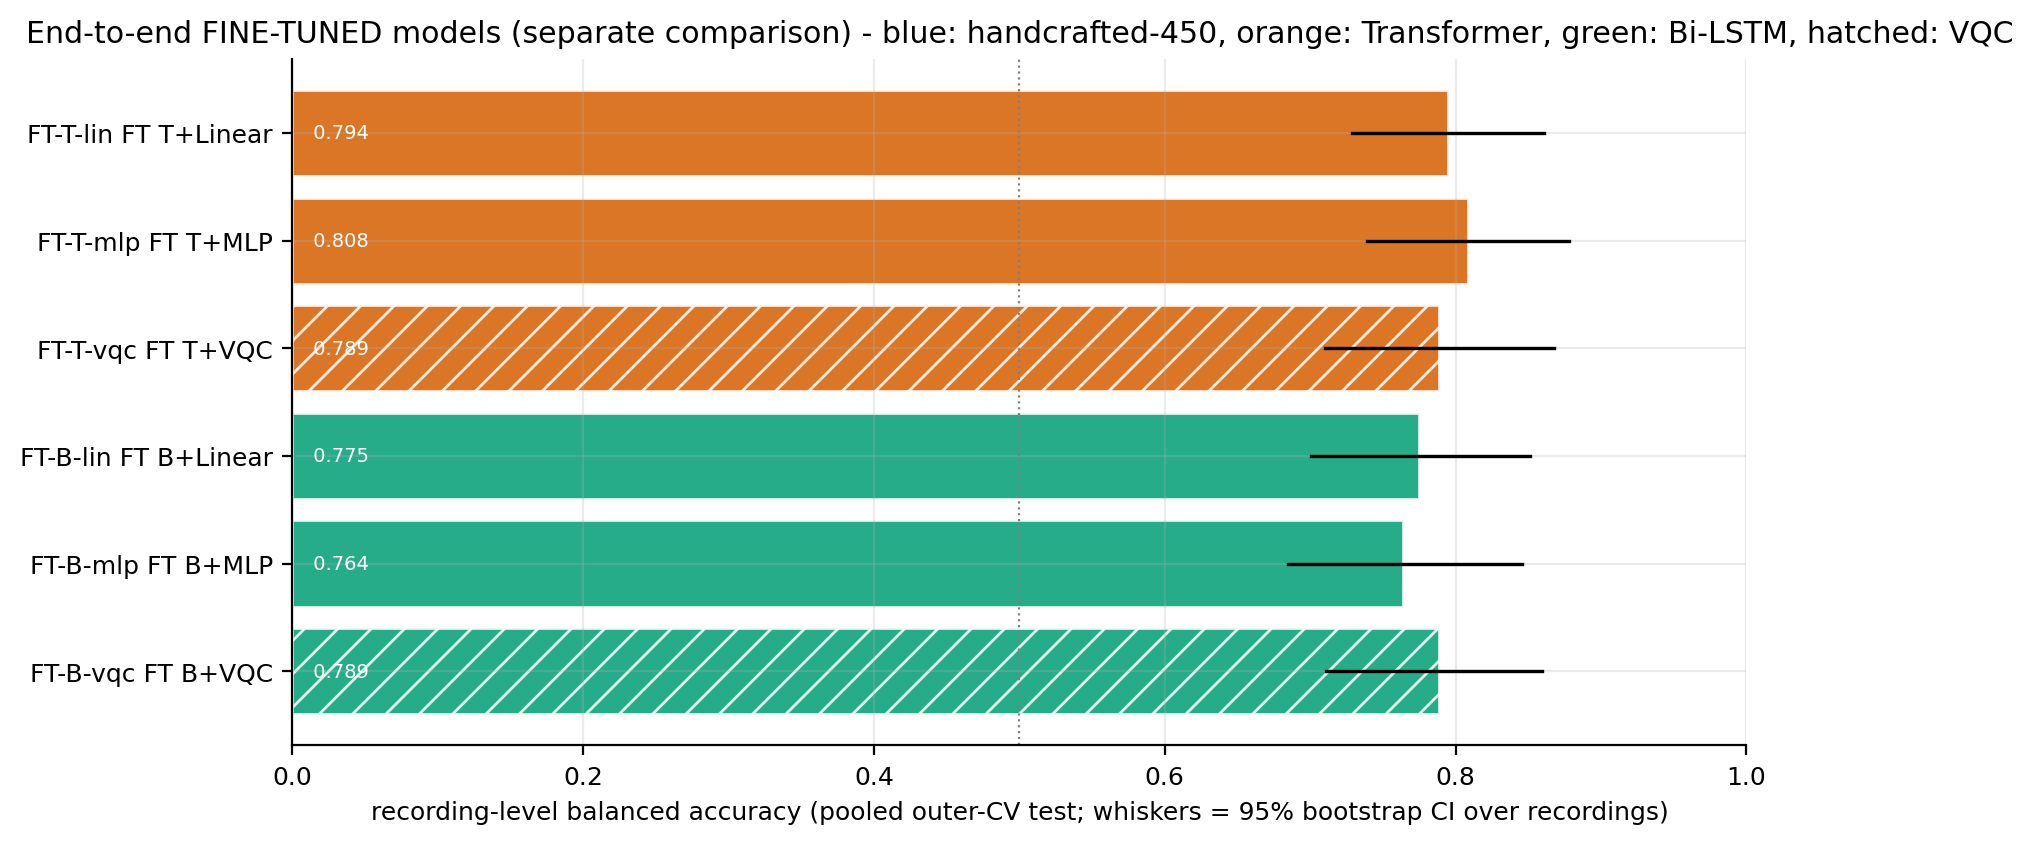 End-to-end FINE-TUNED models (separate comparison) - blue: handcrafted-450, orange: Transformer, green: Bi-LSTM, hatched: VQC
FT-T-lin FT T+Linear
0.794
FT-T-mlp FT T+MLP
0.808
FT-T-vqc FT T+VQC
0.789
FT-B-lin FT B+Linear
0.775
FT-B-mlp FT B+MLP
0.764
FT-B-vqc FT B+VQC
0.789
0.0 0.2 0.4 0.6 0.8 1.0
recording-level balanced accuracy (pooled outer-CV test; whiskers = 95% bootstrap CI over recordings)